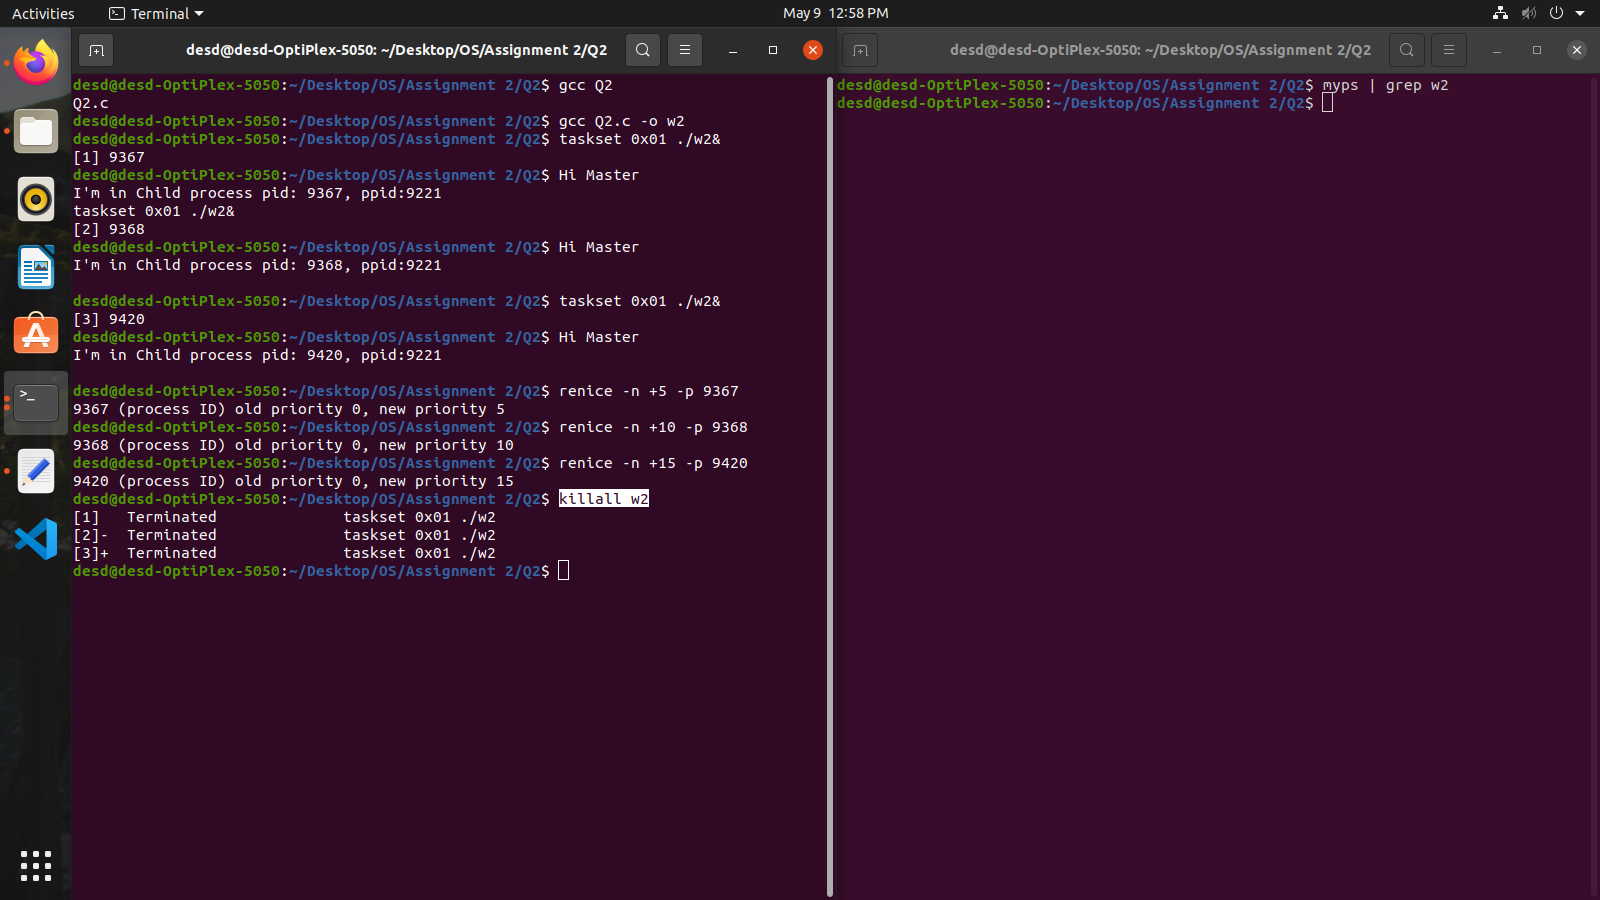 Activities
Terminal
May 9 12:58 PM
desd@desd-OptiPlex-5050: ~/Desktop/OS/Assignment 2/Q2
desd@desd-OptiPlex-5050:~/Desktop/OS/Assignment 2/Q2$ gcc Q2
Q2.c
desd@desd-OptiPlex-5050:~/Desktop/OS/Assignment 2/Q2$ gcc Q2.c -o w2
desd@desd-OptiPlex-5050:~/Desktop/OS/Assignment 2/Q2$ taskset 0x01 ./w2&
[1] 9367
desd@desd-OptiPlex-5050:~/Desktop/OS/Assignment 2/Q2$ Hi Master
I'm in Child process pid: 9367, ppid:9221
taskset 0x01 ./w2&
[2] 9368
desd@desd-OptiPlex-5050:~/Desktop/OS/Assignment 2/Q2$ Hi Master
I'm in Child process pid: 9368, ppid:9221
desd@desd-OptiPlex-5050:~/Desktop/OS/Assignment 2/Q2$ taskset 0x01 ./w2&
[3] 9420
desd@desd-OptiPlex-5050:~/Desktop/OS/Assignment 2/Q2$ Hi Master
I'm in Child process pid: 9420, ppid:9221
desd@desd-OptiPlex-5050:~/Desktop/OS/Assignment 2/Q2$ renice -n +5 -p 9367
9367 (process ID) old priority 0, new priority 5
desd@desd-OptiPlex-5050:~/Desktop/OS/Assignment 2/Q2$ renice -n +10 -p 9368
9368 (process ID) old priority 0, new priority 10
desd@desd-OptiPlex-5050:~/Desktop/OS/Assignment 2/Q2$ renice -n +15 -p 9420
9420 (process ID) old priority 0, new priority 15
desd@desd-OptiPlex-5050:~/Desktop/OS/Assignment 2/Q2$ killall w2
[1]   Terminated              taskset 0x01 ./w2
[2]-  Terminated              taskset 0x01 ./w2
[3]+  Terminated              taskset 0x01 ./w2
desd@desd-OptiPlex-5050:~/Desktop/OS/Assignment 2/Q2$
desd@desd-OptiPlex-5050: ~/Desktop/OS/Assignment 2/Q2
desd@desd-OptiPlex-5050:~/Desktop/OS/Assignment 2/Q2$ myps | grep w2
desd@desd-OptiPlex-5050:~/Desktop/OS/Assignment 2/Q2$